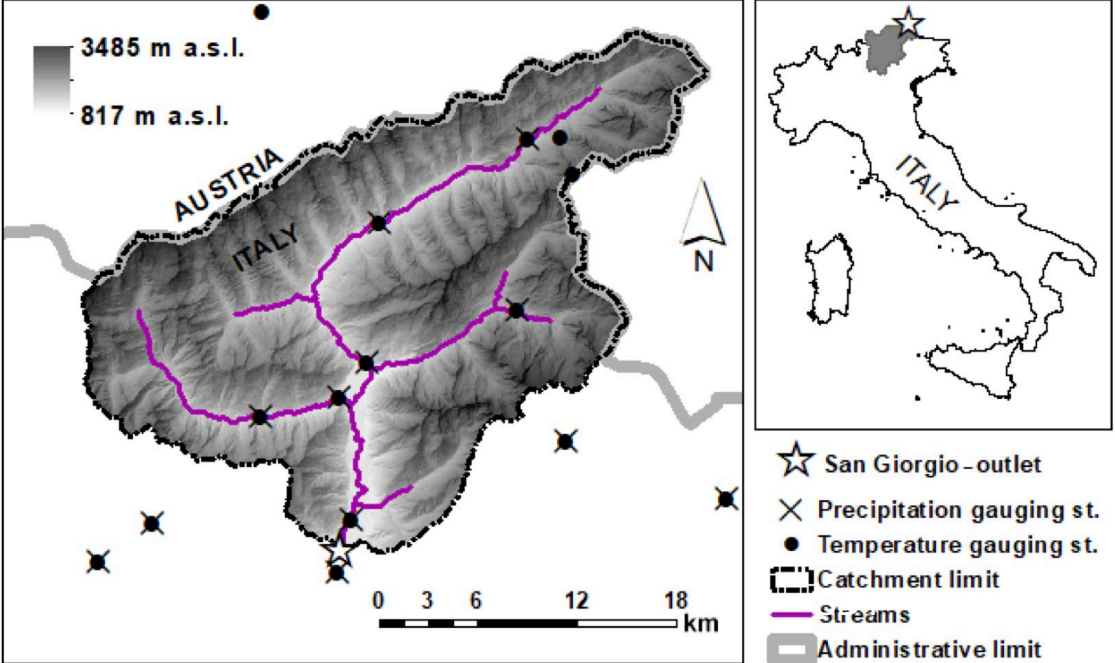 3485 m a.s.l.
817 m a.s.l.
AUSTRIA
ITALY
N
0 3 6 12 18
km
ITALY
San Giorgio-outlet
Precipitation gauging st.
Temperature gauging st.
Catchment limit
Streams
Administrative limit